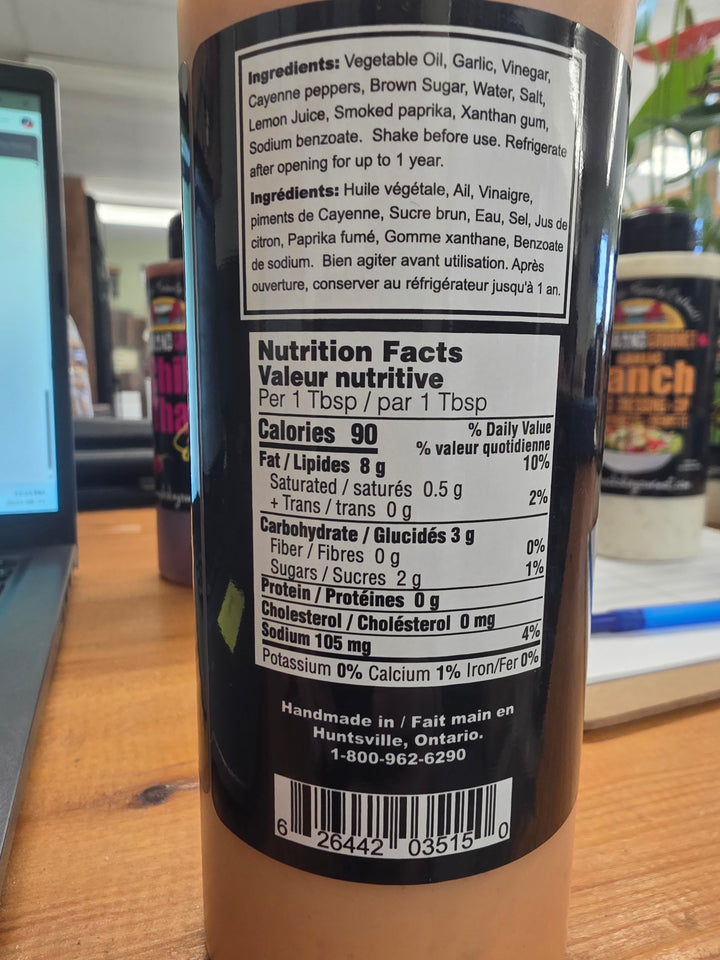 Ingredients: Vegetable Oil, Garlic, Vinegar,
Cayenne peppers, Brown Sugar, Water, Salt,
Lemon Juice, Smoked paprika, Xanthan gum,
Sodium benzoate. Shake before use. Refrigerate
after opening for up to 1 year.
Ingrédients: Huile végétale, Ail, Vinaigre,
piments de Cayenne, Sucre brun, Eau, Sel, Jus de
citron, Paprika fumé, Gomme xanthane, Benzoate
de sodium. Bien agiter avant utilisation. Après
ouverture, conserver au réfrigérateur jusqu'à 1 an.
Nutrition Facts
Valeur nutritive
Per 1 Tbsp / par 1 Tbsp
Calories 90 % Daily Value
% valeur quotidienne
Fat / Lipides 8 g 10%
Saturated / saturés 0.5 g
+ Trans / trans 0 g 2%
Carbohydrate / Glucidés 3 g
Fiber / Fibres 0 g 0%
Sugars / Sucres 2 g 1%
Protein / Protéines 0 g
Cholesterol / Cholésterol 0 mg
Sodium 105 mg 4%
Potassium 0% Calcium 1% Iron/Fer 0%
Handmade in / Fait main en
Huntsville, Ontario.
1-800-962-6290
6 26442 03515 0
anch